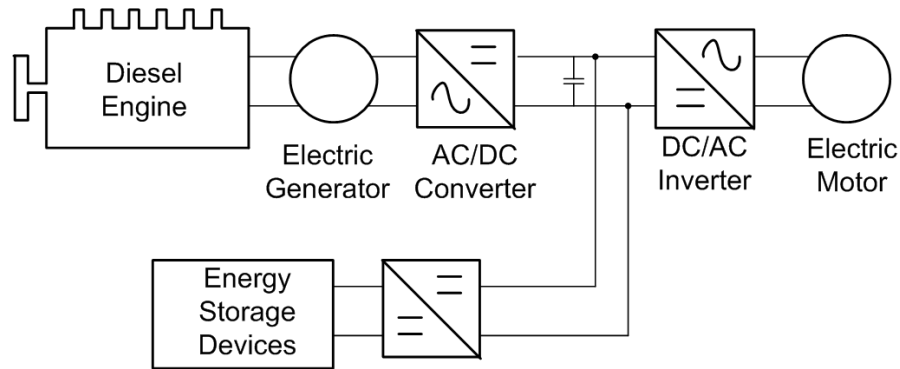 Diesel
Engine
Electric
Generator
AC/DC
Converter
DC/AC
Inverter
Electric
Motor
Energy
Storage
Devices